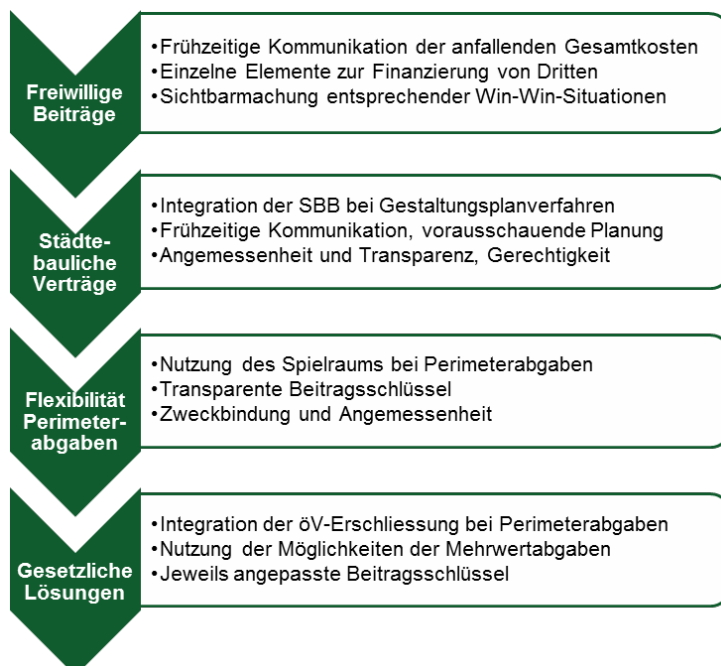 Freiwillige
Beiträge
•Frühzeitige Kommunikation der anfallenden Gesamtkosten
•Einzelne Elemente zur Finanzierung von Dritten
•Sichtbarmachung entsprechender Win-Win-Situationen
Städte-
bauliche
Verträge
•Integration der SBB bei Gestaltungsplanverfahren
•Frühzeitige Kommunikation, vorausschauende Planung
•Angemessenheit und Transparenz, Gerechtigkeit
Flexibilität
Perimeter-
abgaben
•Nutzung des Spielraums bei Perimeterabgaben
•Transparente Beitragsschlüssel
•Zweckbindung und Angemessenheit
Gesetzliche
Lösungen
•Integration der öV-Erschliessung bei Perimeterabgaben
•Nutzung der Möglichkeiten der Mehrwertabgaben
•Jeweils angepasste Beitragsschlüssel